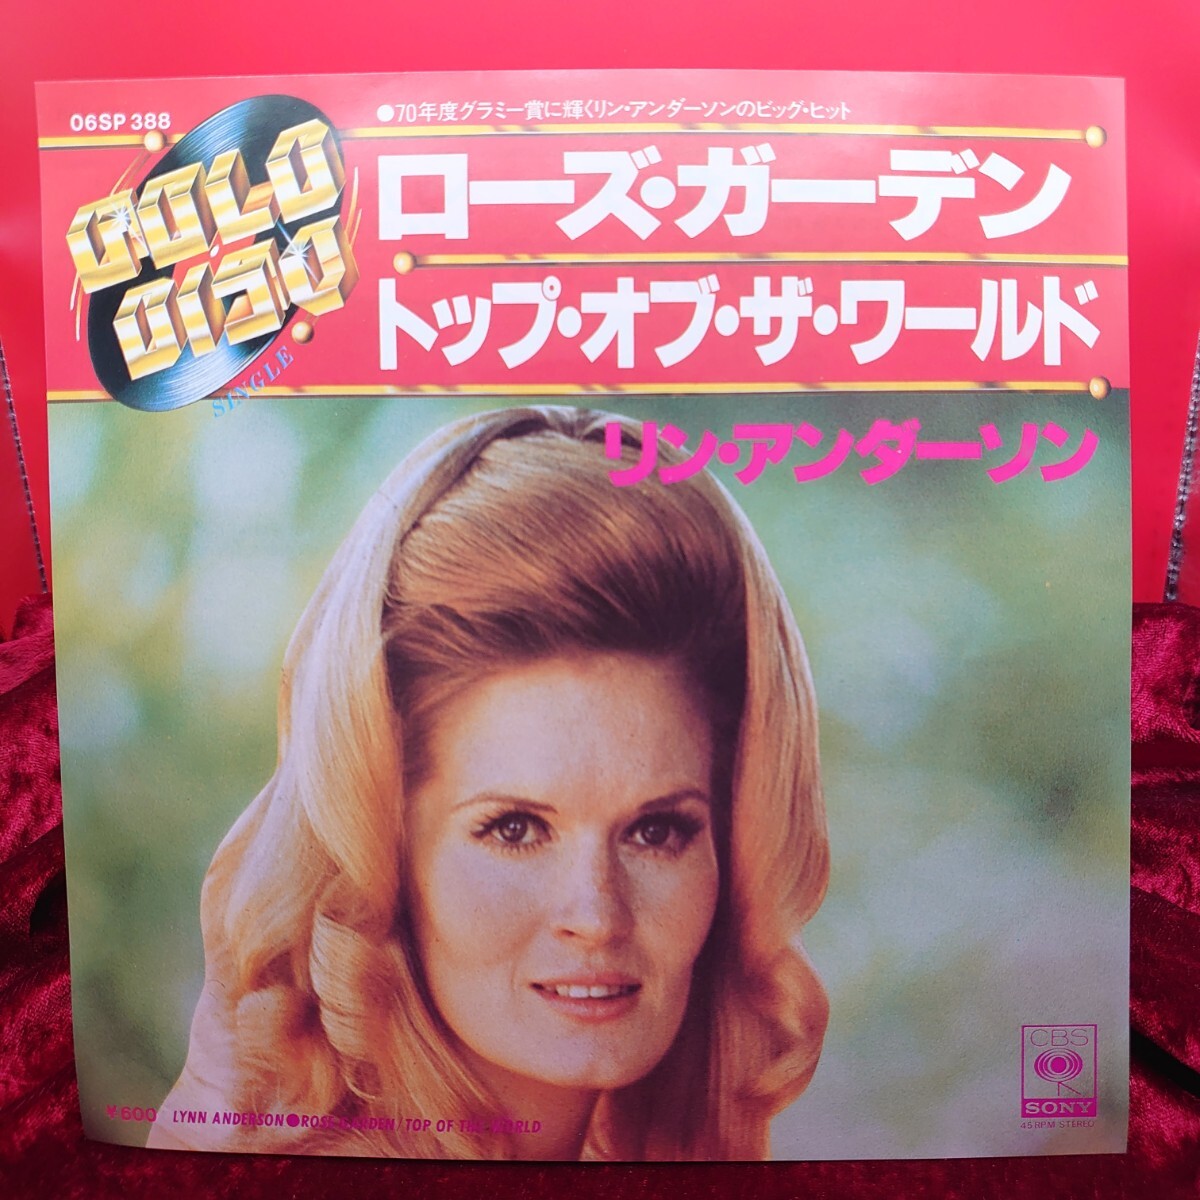 06SP 388
GOLD
DISC
SINGLE
●70年度グラミー賞に輝くリン・アンダーソンのビッグ・ヒット
ローズ・ガーデン
トップ・オブ・ザ・ワールド
リン・アンダーソン
¥600 LYNN ANDERSON●ROSE GARDEN/TOP OF THE WORLD
CBS
SONY
45RPM STEREO